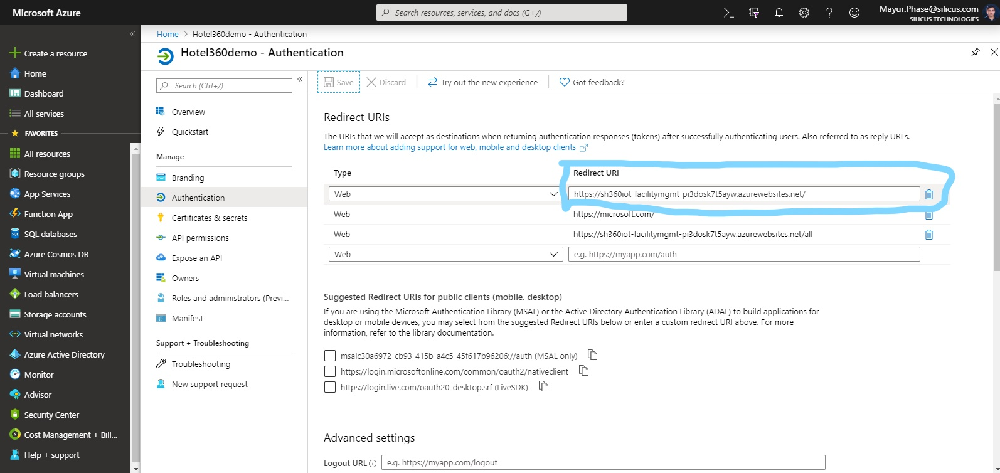 Microsoft Azure
Search resources, services, and docs (G+/)
Mayur.Phase@silicus.com
SILICUS TECHNOLOGIES
«
Create a resource
Home
Dashboard
All services
FAVORITES
All resources
Resource groups
App Services
Function App
SQL databases
Azure Cosmos DB
Virtual machines
Load balancers
Storage accounts
Virtual networks
Azure Active Directory
Monitor
Advisor
Security Center
Cost Management + Bill...
Help + support
Home > Hotel360demo - Authentication
Hotel360demo - Authentication
Search (Ctrl+/)
«
Overview
Quickstart
Manage
Branding
Authentication
Certificates & secrets
API permissions
Expose an API
Owners
Roles and administrators (Previ...
Manifest
Support + Troubleshooting
Troubleshooting
New support request
Save Discard Try out the new experience Got feedback?
Redirect URIs
The URIs that we will accept as destinations when returning authentication responses (tokens) after successfully authenticating users. Also referred to as reply URLs.
Learn more about adding support for web, mobile and desktop clients
Type Redirect URI
Web https://sh360iot-facilitymgmt-pi3dosk7t5ayw.azurewebsites.net/
Web https://microsoft.com/
Web https://sh360iot-facilitymgmt-pi3dosk7t5ayw.azurewebsites.net/all
Web e.g. https://myapp.com/auth
Suggested Redirect URIs for public clients (mobile, desktop)
If you are using the Microsoft Authentication Library (MSAL) or the Active Directory Authentication Library (ADAL) to build applications for
desktop or mobile devices, you may select from the suggested Redirect URIs below or enter a custom redirect URI above. For more
information, refer to the library documentation.
msalc30a6972-cb93-415b-a4c5-45f617b96206://auth (MSAL only)
https://login.microsoftonline.com/common/oauth2/nativeclient
https://login.live.com/oauth20_desktop.srf (LiveSDK)
Advanced settings
Logout URL e.g. https://myapp.com/logout